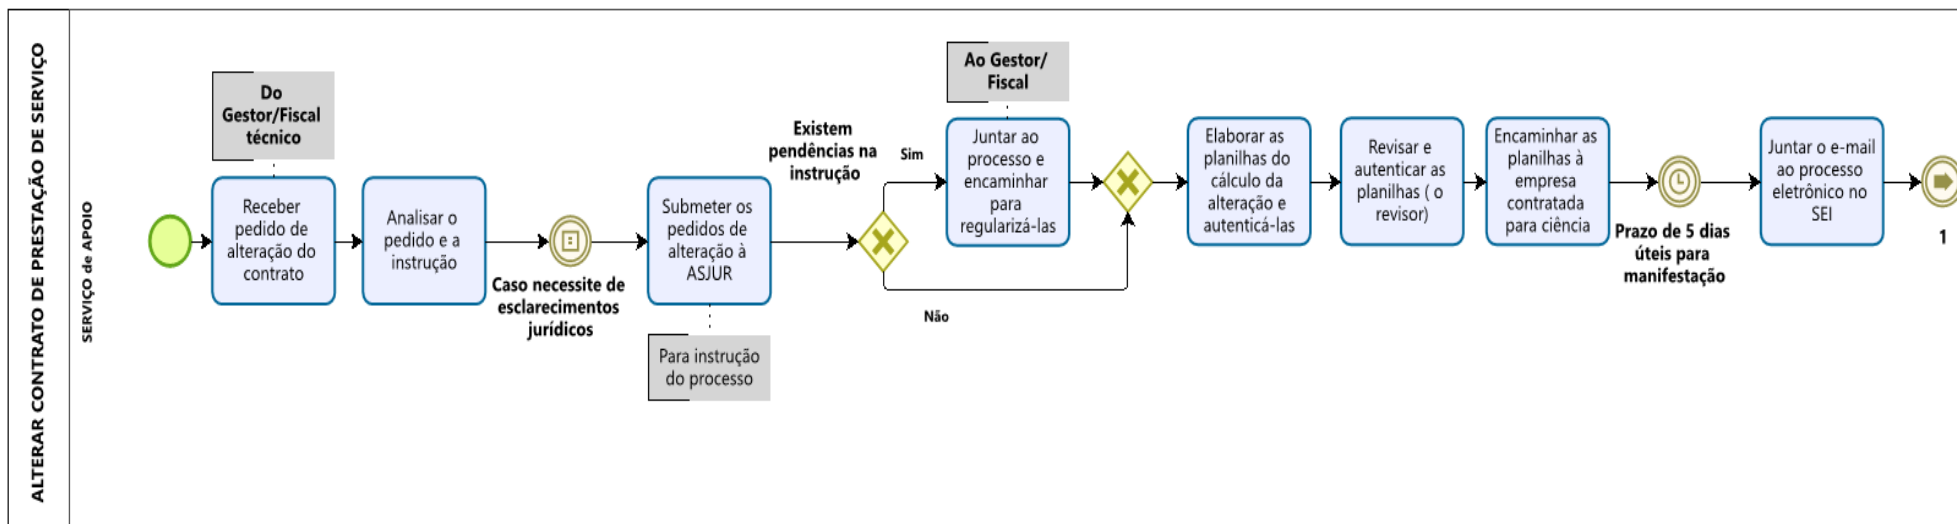 ALTERAR CONTRATO DE PRESTAÇÃO DE SERVIÇO
SERVIÇO de APOIO
Do
Gestor/Fiscal
técnico
Receber
pedido de
alteração do
contrato
Analisar o
pedido e a
instrução
Caso necessite de
esclarecimentos
jurídicos
Submeter os
pedidos de
alteração à
ASJUR
Para instrução
do processo
Existem
pendências na
instrução
Sim
Não
Ao Gestor/
Fiscal
Juntar ao
processo e
encaminhar
para
regularizá-las
Elaborar as
planilhas do
cálculo da
alteração e
autenticá-las
Revisar e
autenticar as
planilhas ( o
revisor)
Encaminhar as
planilhas à
empresa
contratada
para ciência
Prazo de 5 dias
úteis para
manifestação
Juntar o e-mail
ao processo
eletrônico no
SEI
1